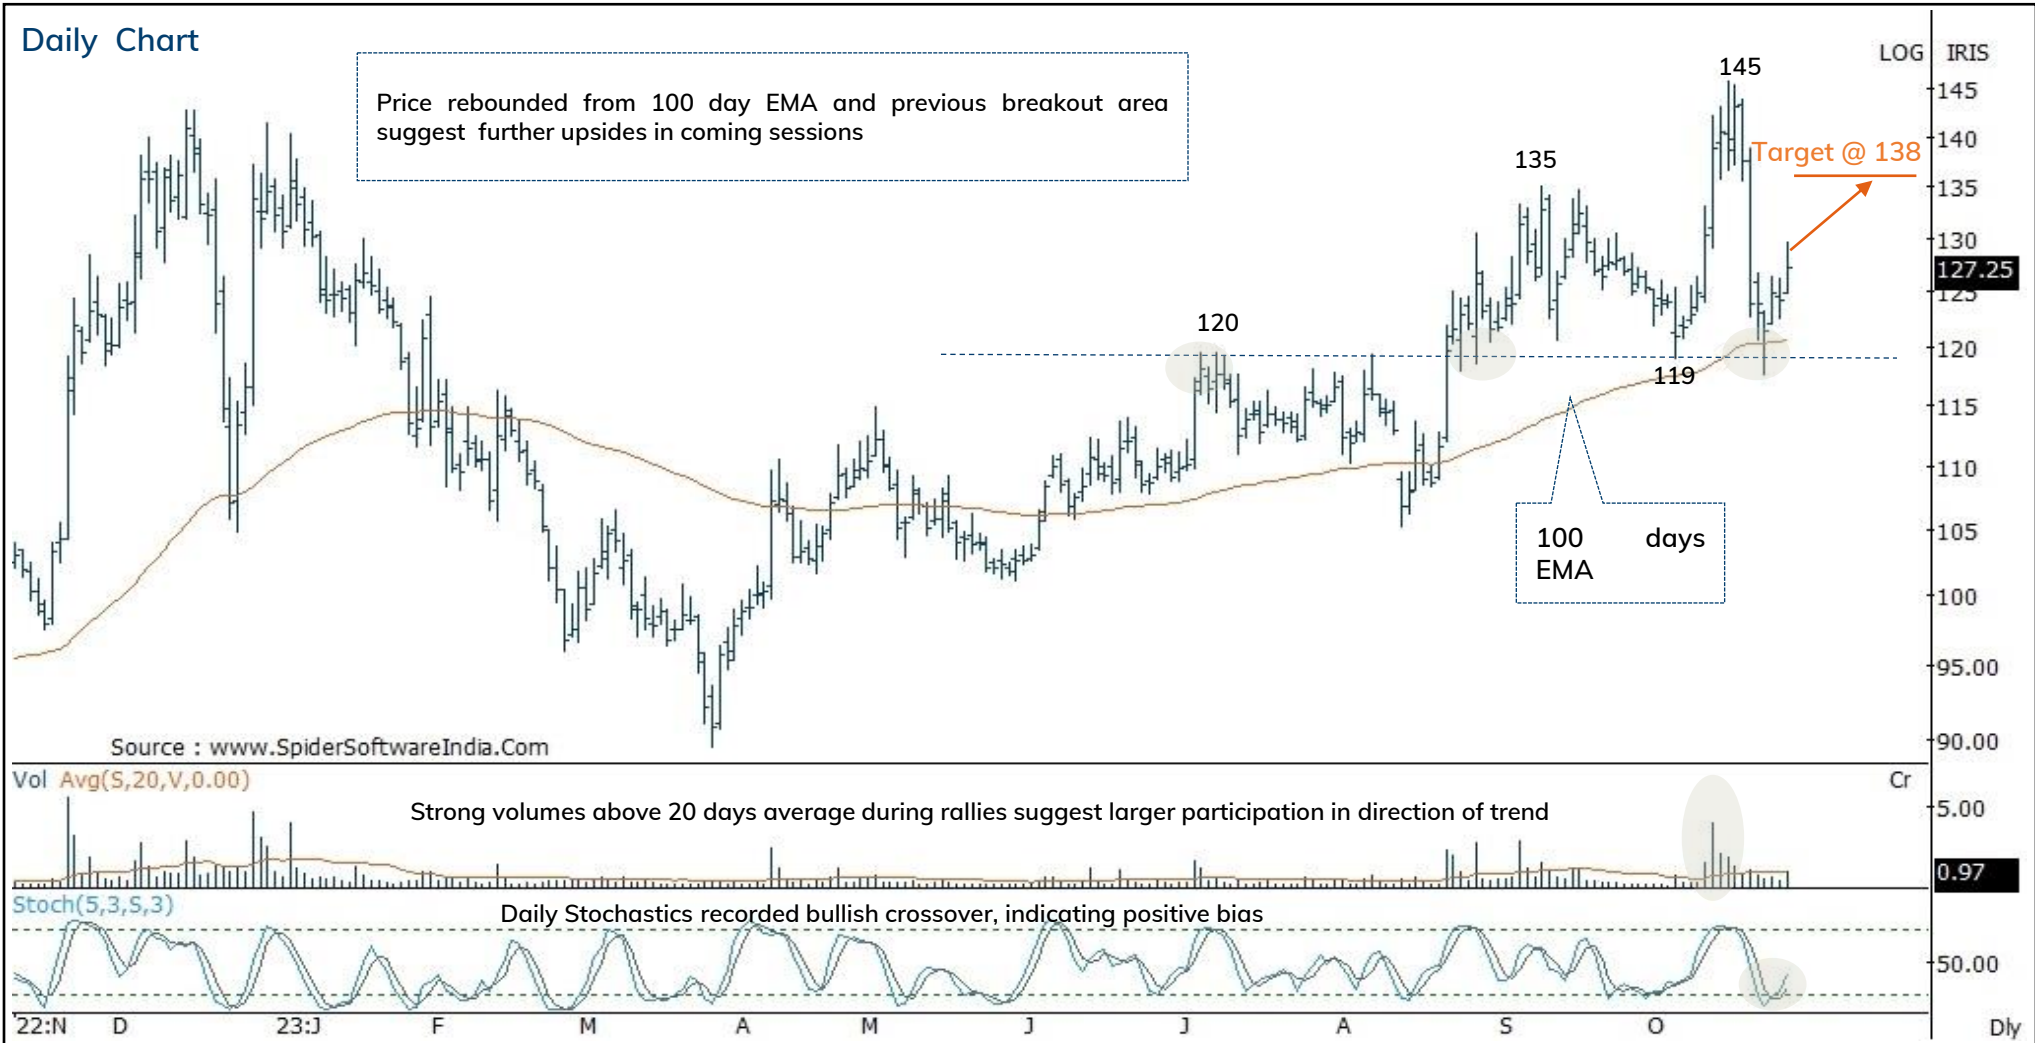 Daily Chart
LOG IRIS
Price rebounded from 100 day EMA and previous breakout area
suggest further upsides in coming sessions
145
145
140
Target @ 138
135
135
130
127.25
125
120
120
119
115
110
100 days
EMA
105
100
95.00
90.00
Source : www.SpiderSoftwareIndia.Com
Vol Avg(S,20,V,0.00)
Cr
Strong volumes above 20 days average during rallies suggest larger participation in direction of trend
5.00
0.97
Stoch(5,3,S,3)
Daily Stochastics recorded bullish crossover, indicating positive bias
50.00
'22:N D 23:J F M A M J J A S O Dly